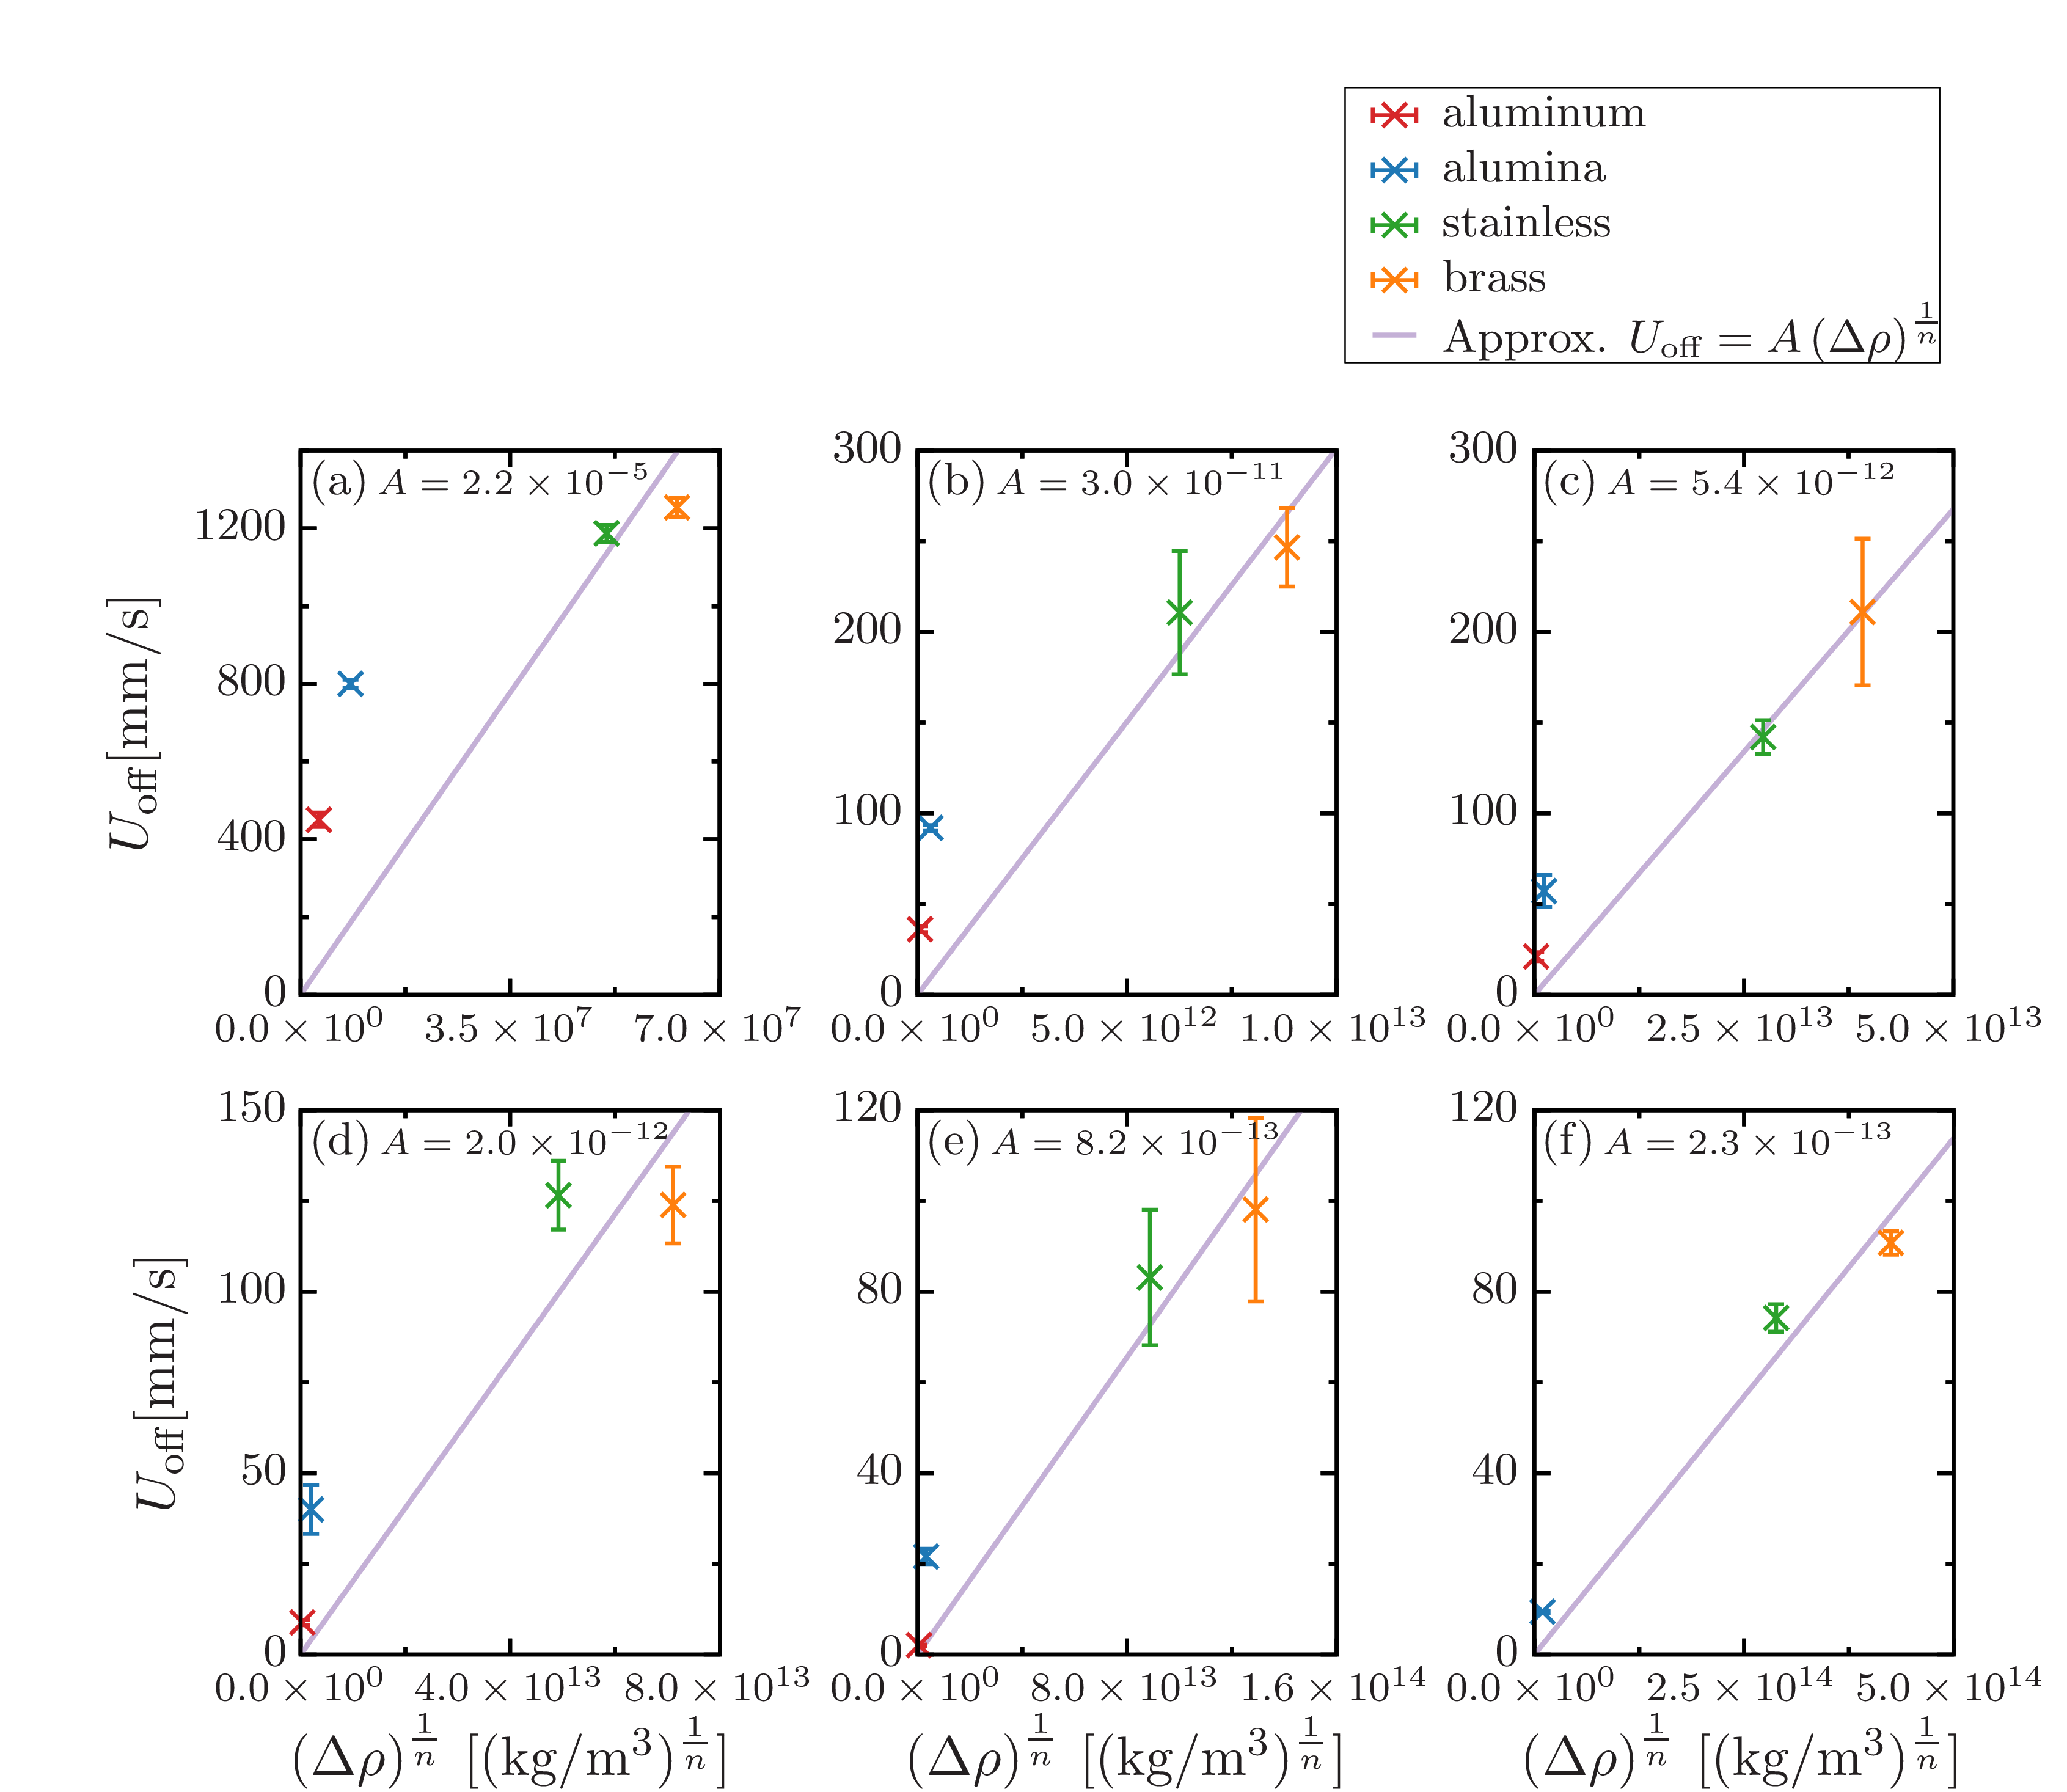 aluminum
alumina
stainless
brass
Approx. U_off = A (Δρ)^{1/n}
(a) A = 2.2 × 10^{−5}
(b) A = 3.0 × 10^{−11}
(c) A = 5.4 × 10^{−12}
U_off [mm/s]
1200
800
400
0
300
200
100
0
300
200
100
0
0.0 × 10^0 3.5 × 10^7 7.0 × 10^7
0.0 × 10^0 5.0 × 10^{12} 1.0 × 10^{13}
0.0 × 10^0 2.5 × 10^{13} 5.0 × 10^{13}
(d) A = 2.0 × 10^{−12}
(e) A = 8.2 × 10^{−13}
(f) A = 2.3 × 10^{−13}
U_off [mm/s]
150
100
50
0
120
80
40
0
120
80
40
0
0.0 × 10^0 4.0 × 10^{13} 8.0 × 10^{13}
0.0 × 10^0 8.0 × 10^{13} 1.6 × 10^{14}
0.0 × 10^0 2.5 × 10^{14} 5.0 × 10^{14}
(Δρ)^{1/n} [(kg/m^3)^{1/n}]
(Δρ)^{1/n} [(kg/m^3)^{1/n}]
(Δρ)^{1/n} [(kg/m^3)^{1/n}]